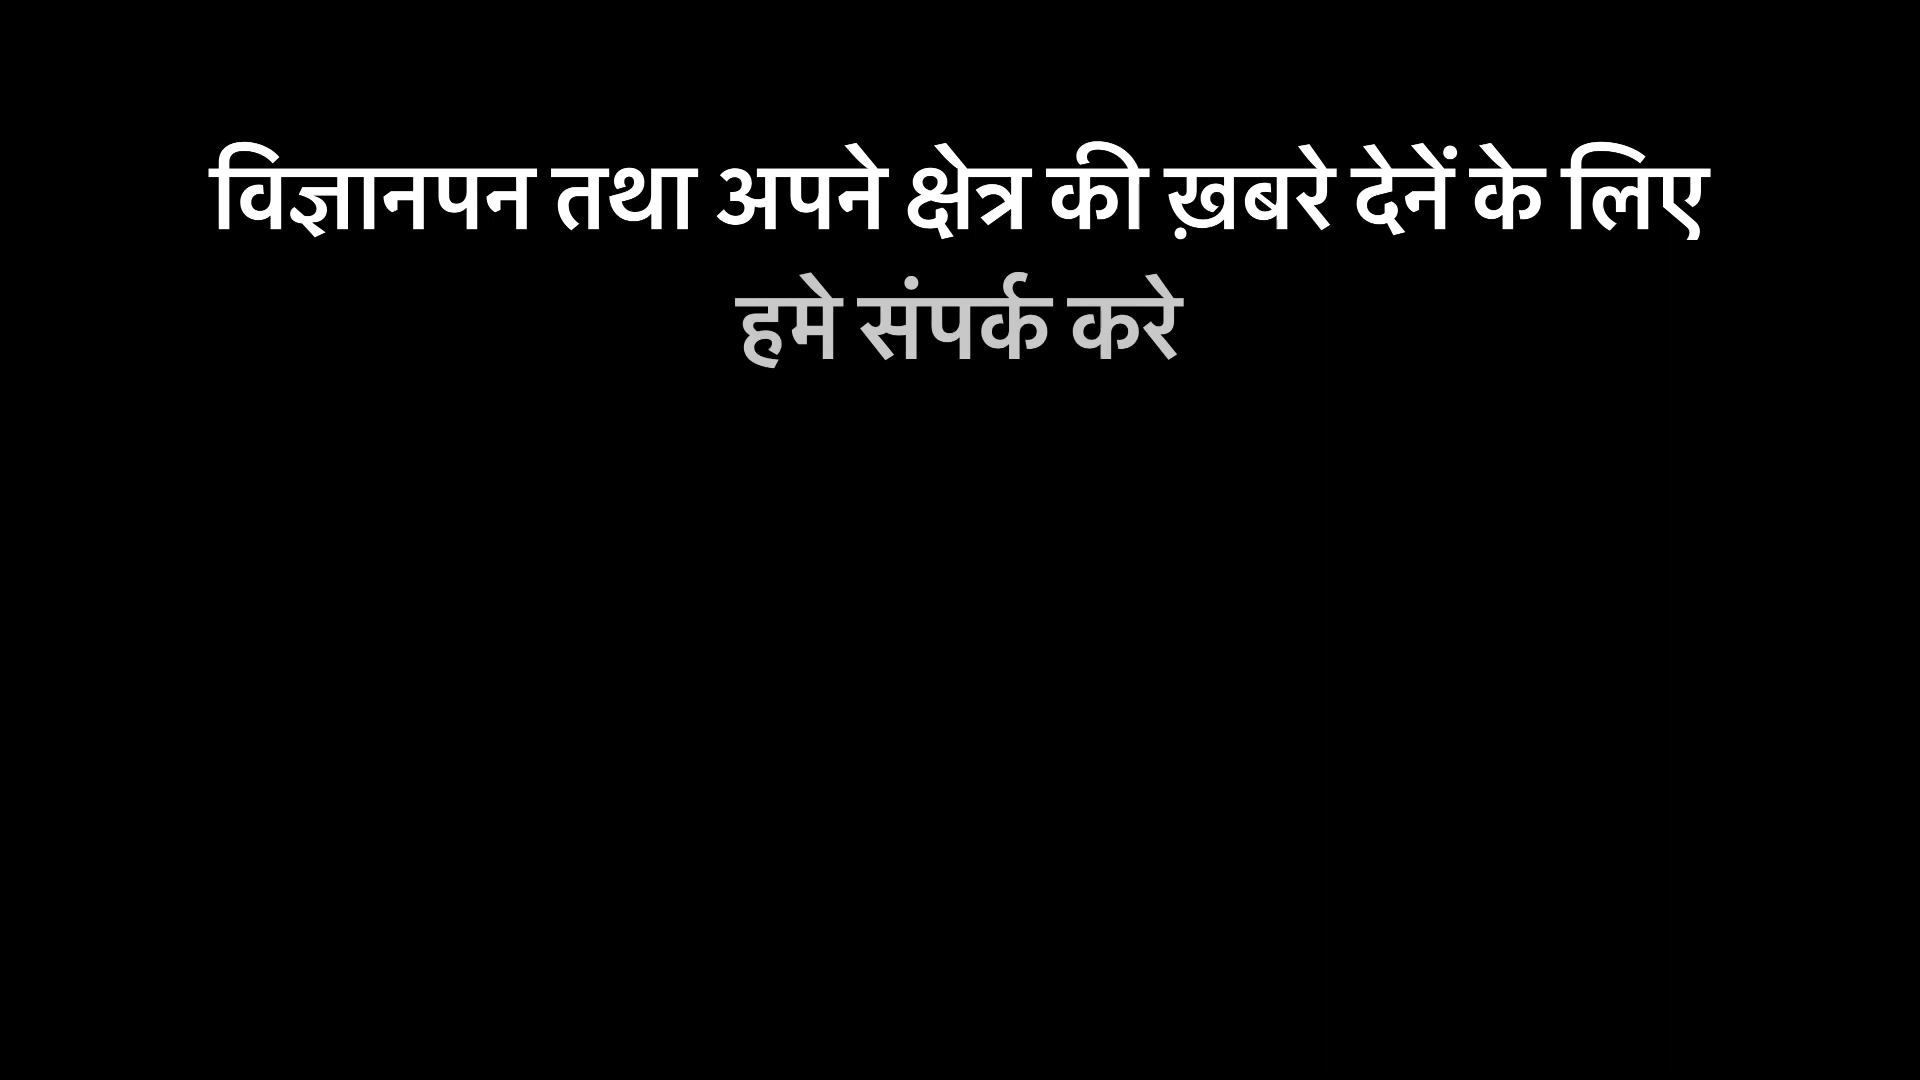 विज्ञानपन तथा अपने क्षेत्र की ख़बरे देनें के लिए
हमे संपर्क करे